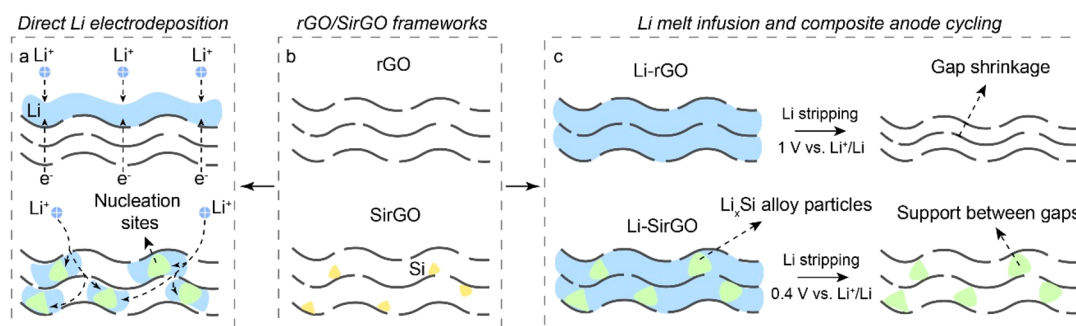 Direct Li electrodeposition
rGO/SirGO frameworks
Li melt infusion and composite anode cycling
a
Li⁺ Li⁺ Li⁺
Li
e⁻ e⁻ e⁻
Li⁺ Nucleation Li⁺
sites
b
rGO
SirGO
Si
c
Li-rGO
Li stripping
1 V vs. Li⁺/Li
Gap shrinkage
Li-SirGO
LiₓSi alloy particles
Li stripping
0.4 V vs. Li⁺/Li
Support between gaps